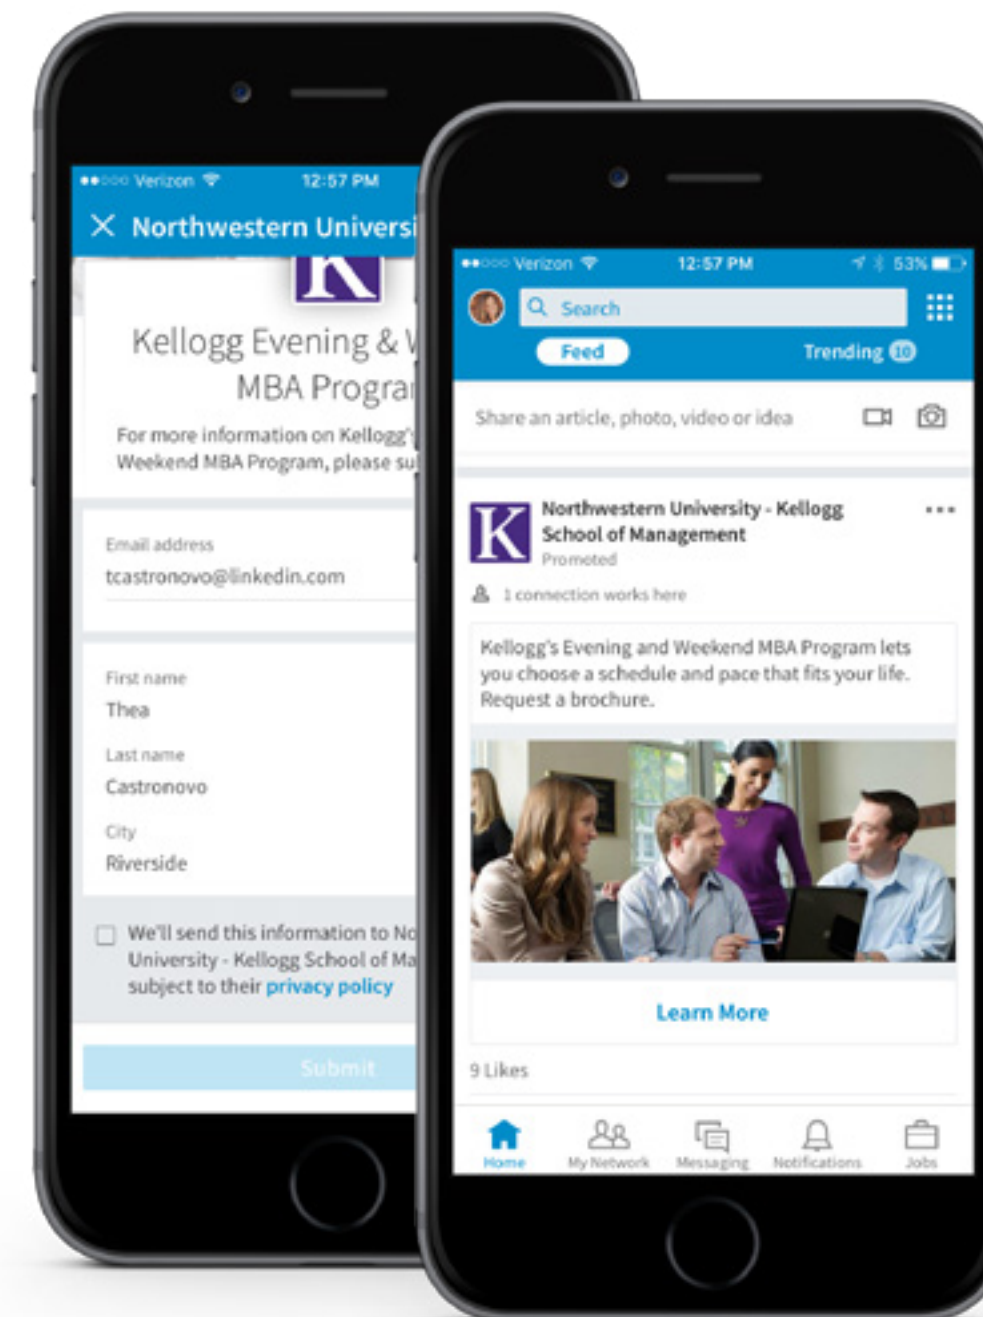 Verizon 12:57 PM
Northwestern Universi
K
Kellogg Evening & W
MBA Program
For more information on Kellogg's
Weekend MBA Program, please su
Email address
tcastronovo@linkedin.com
First name
Thea
Last name
Castronovo
City
Riverside
We'll send this information to No
University - Kellogg School of Ma
subject to their privacy policy
Submit
Verizon 12:57 PM 53%
Search
Feed Trending 10
Share an article, photo, video or idea
K
Northwestern University - Kellogg
School of Management
Promoted
1 connection works here
Kellogg's Evening and Weekend MBA Program lets
you choose a schedule and pace that fits your life.
Request a brochure.
Learn More
9 Likes
Home My Network Messaging Notifications Jobs